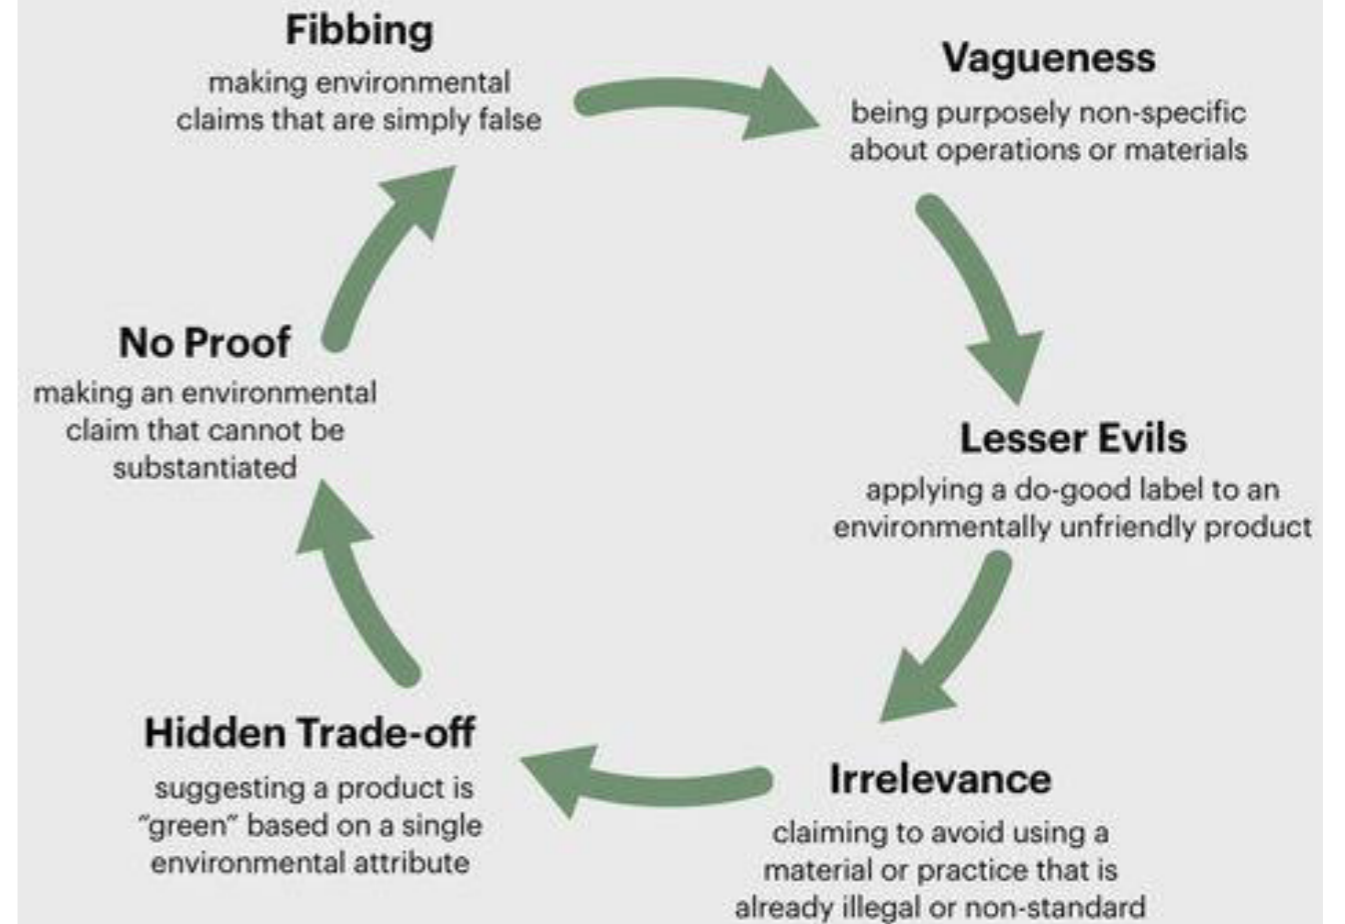 Fibbing
making environmental
claims that are simply false
Vagueness
being purposely non-specific
about operations or materials
Lesser Evils
applying a do-good label to an
environmentally unfriendly product
Irrelevance
claiming to avoid using a
material or practice that is
already illegal or non-standard
Hidden Trade-off
suggesting a product is
“green” based on a single
environmental attribute
No Proof
making an environmental
claim that cannot be
substantiated